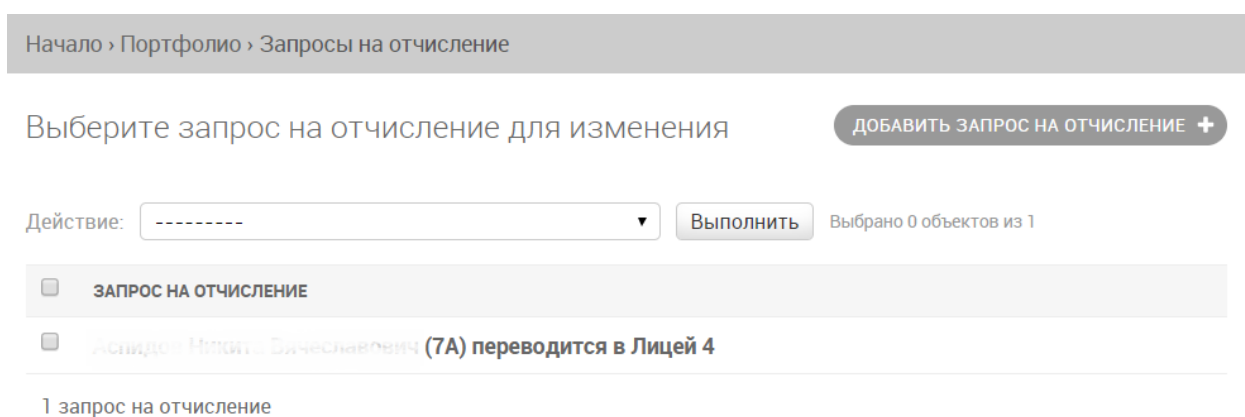 Начало › Портфолио › Запросы на отчисление
Выберите запрос на отчисление для изменения
ДОБАВИТЬ ЗАПРОС НА ОТЧИСЛЕНИЕ +
Действие: --------- Выполнить Выбрано 0 объектов из 1
ЗАПРОС НА ОТЧИСЛЕНИЕ
(7А) переводится в Лицей 4
1 запрос на отчисление